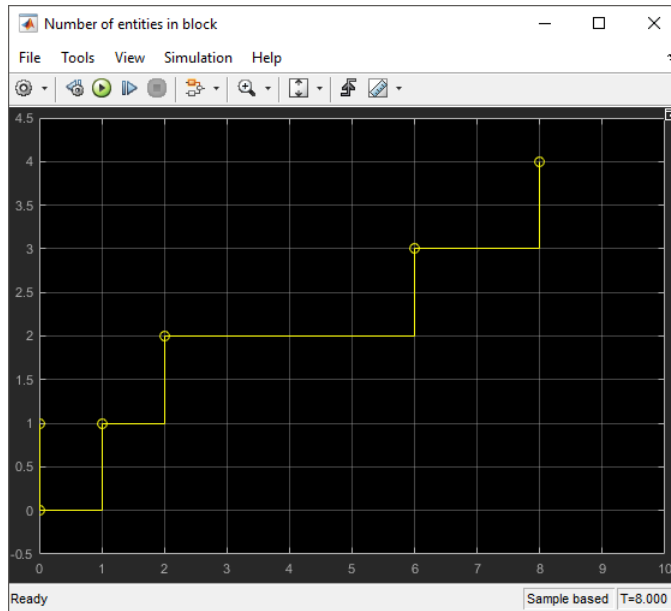 Number of entities in block
File Tools View Simulation Help
4.5
4
3.5
3
2.5
2
1.5
1
0.5
0
-0.5
0 1 2 3 4 5 6 7 8 9 10
Ready Sample based T=8.000